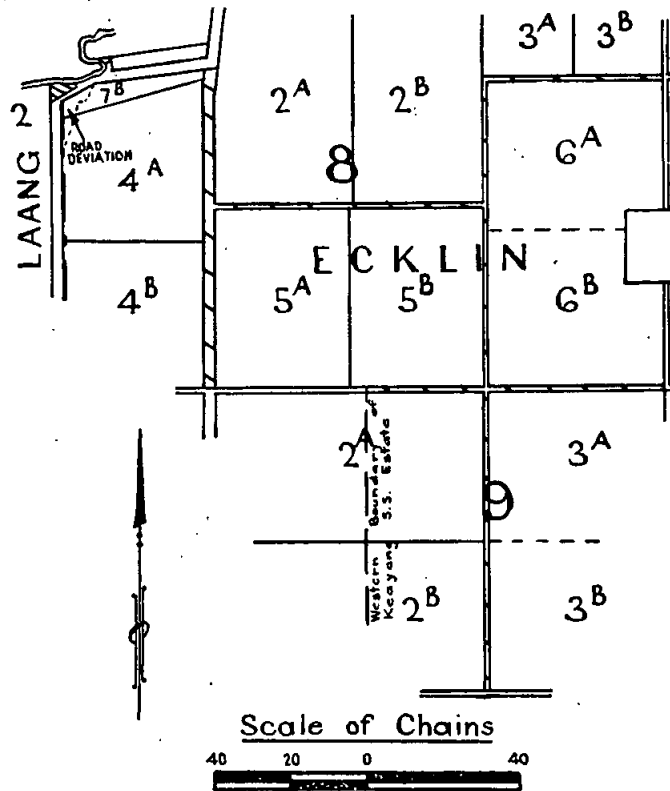 3A 3B
2A 2B
7B
2
ROAD
DEVIATION
6A
4A
8
LAANG
ECKLIN
5A 5B
4B
6B
2A
3A
9
Western Boundary of
Keayang S.S. Estate
2B
3B
Scale of Chains
40 20 0 40